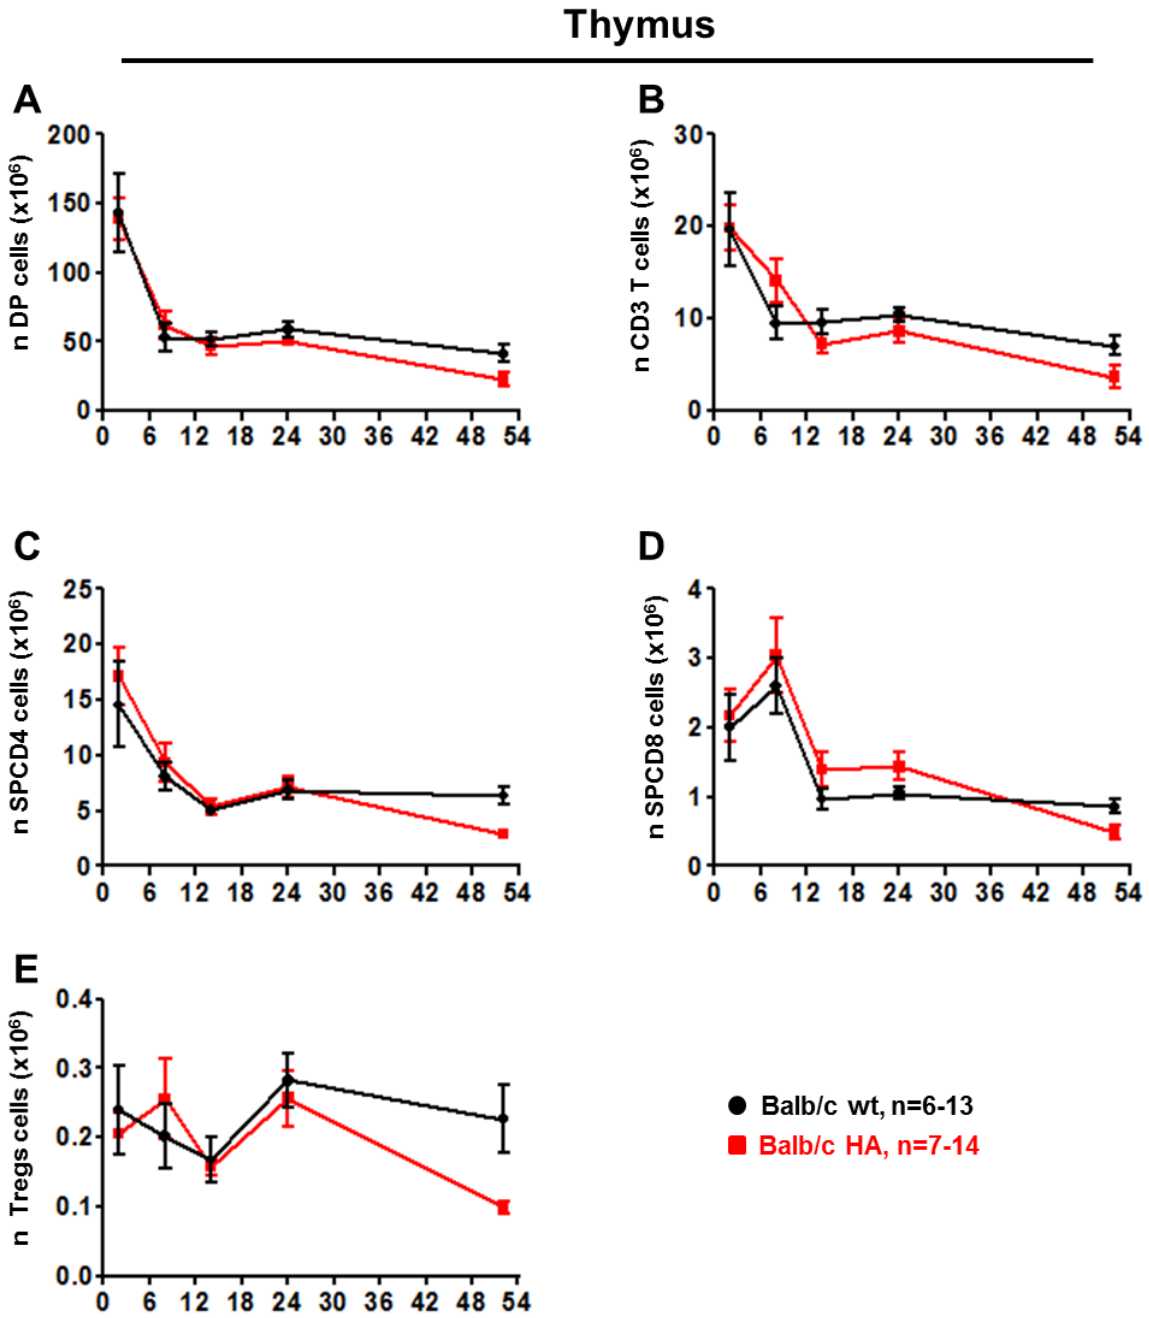 Thymus
A
n DP cells (x10⁶)
200
150
100
50
0
0 6 12 18 24 30 36 42 48 54
B
n CD3 T cells (x10⁶)
30
20
10
0
0 6 12 18 24 30 36 42 48 54
C
n SPCD4 cells (x10⁶)
25
20
15
10
5
0
0 6 12 18 24 30 36 42 48 54
D
n SPCD8 cells (x10⁶)
4
3
2
1
0
0 6 12 18 24 30 36 42 48 54
E
n Tregs cells (x10⁶)
0.4
0.3
0.2
0.1
0.0
0 6 12 18 24 30 36 42 48 54
Balb/c wt, n=6-13
Balb/c HA, n=7-14